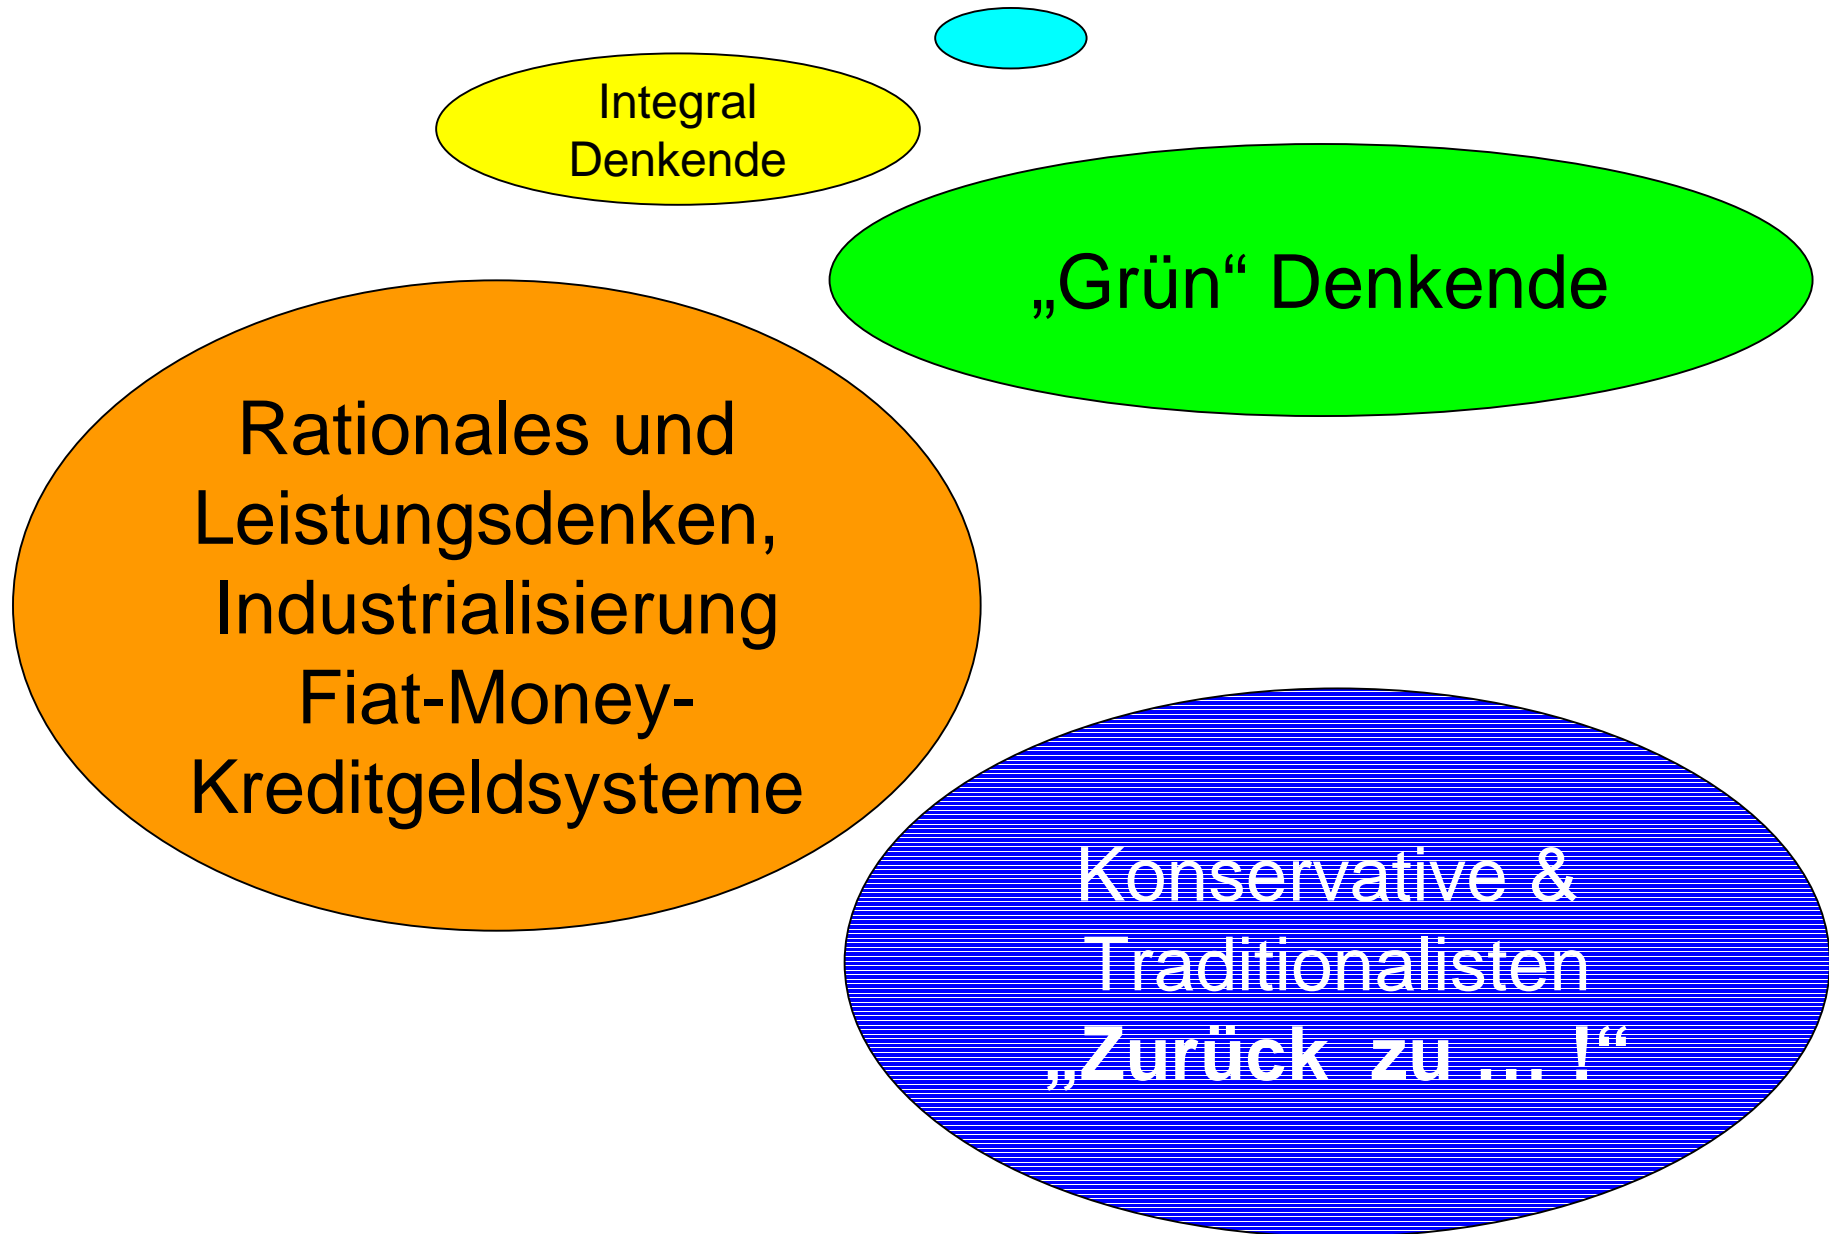 Integral
Denkende
„Grün“ Denkende
Rationales und
Leistungsdenken,
Industrialisierung
Fiat-Money-
Kreditgeldsysteme
Konservative &
Traditionalisten
„Zurück zu ... !“